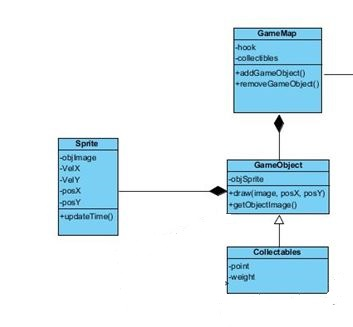 GameMap
-hook
-collectibles
+addGameObject()
+removeGameObject()
Sprite
-objImage
-VelX
-VelY
-posX
-posY
+updateTime()
GameObject
-objSprite
+draw(image, posX, posY)
+getObjectImage()
Collectables
-point
-weight